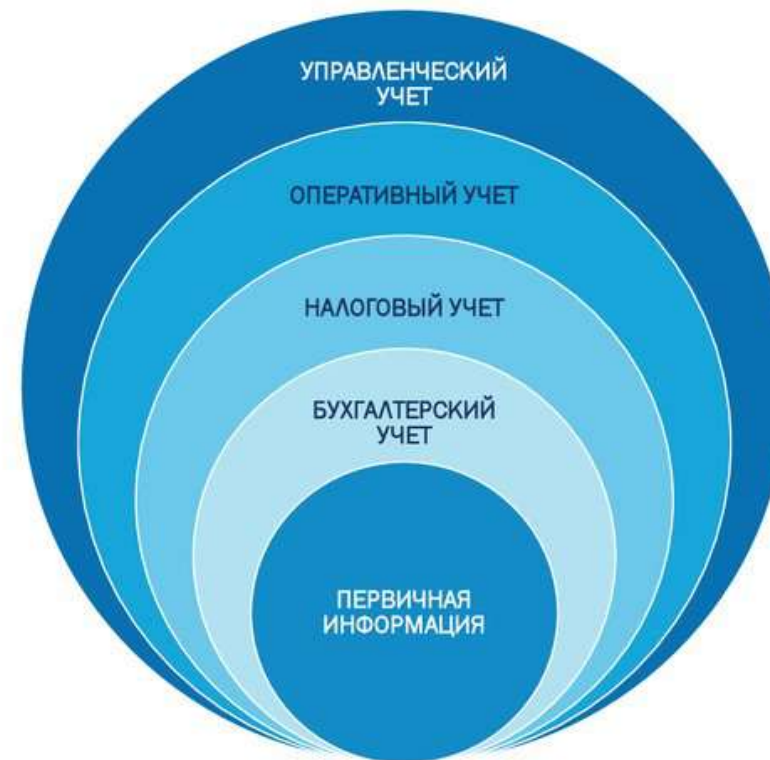 УПРАВЛЕНЧЕСКИЙ
УЧЕТ
ОПЕРАТИВНЫЙ УЧЕТ
НАЛОГОВЫЙ УЧЕТ
БУХГАЛТЕРСКИЙ
УЧЕТ
ПЕРВИЧНАЯ
ИНФОРМАЦИЯ